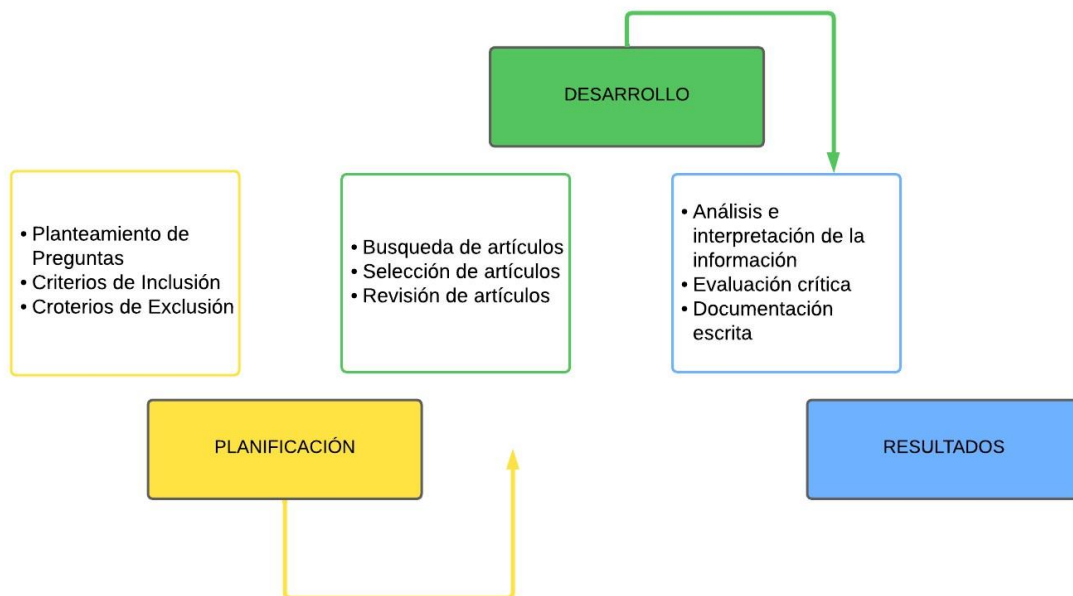 DESARROLLO
• Planteamiento de
Preguntas
• Criterios de Inclusión
• Croterios de Exclusión
• Busqueda de artículos
• Selección de artículos
• Revisión de artículos
• Análisis e
interpretación de la
información
• Evaluación crítica
• Documentación
escrita
PLANIFICACIÓN
RESULTADOS